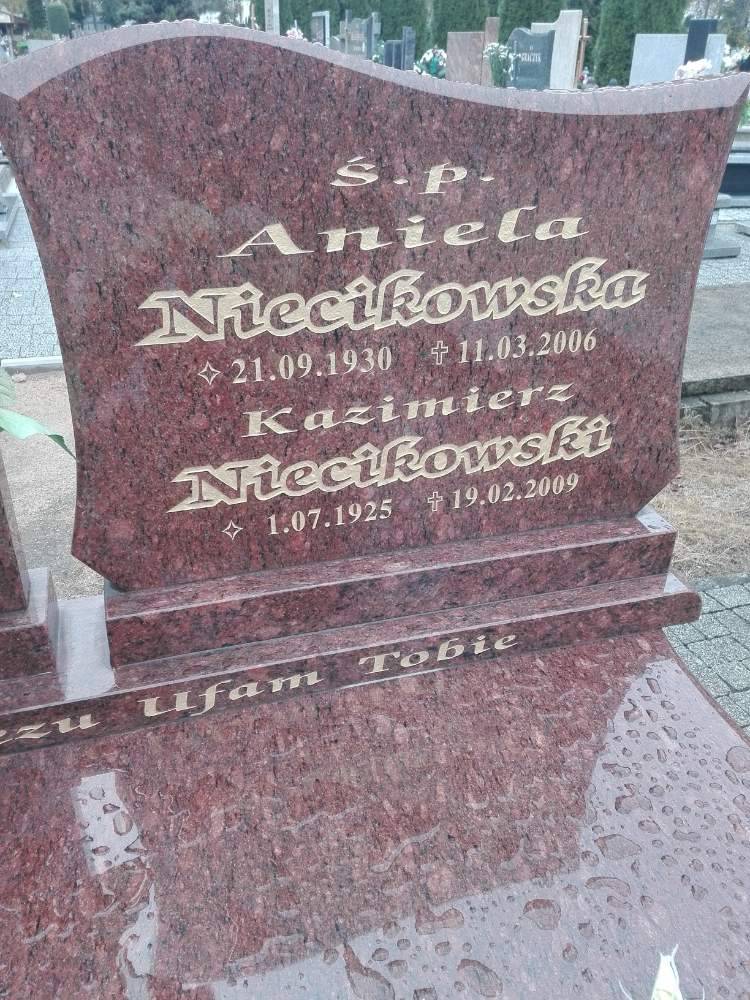 Ś.P.
Aniela
Niecikowska
21.09.1930 11.03.2006
Kazimierz
Niecikowski
1.07.1925 19.02.2009
Ufam Tobie